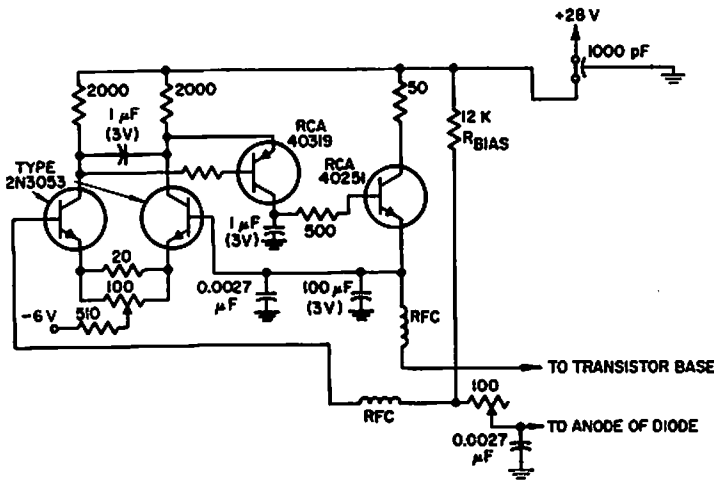 +28 V
1000 pF
2000
2000
50
1 µF
(3V)
RCA
40319
12 K
RBIAS
TYPE
2N3053
RCA
40251
1 µF
(3V)
500
20
100
0.0027
µF
100 µF
(3V)
-6 V
510
RFC
TO TRANSISTOR BASE
100
RFC
TO ANODE OF DIODE
0.0027
µF